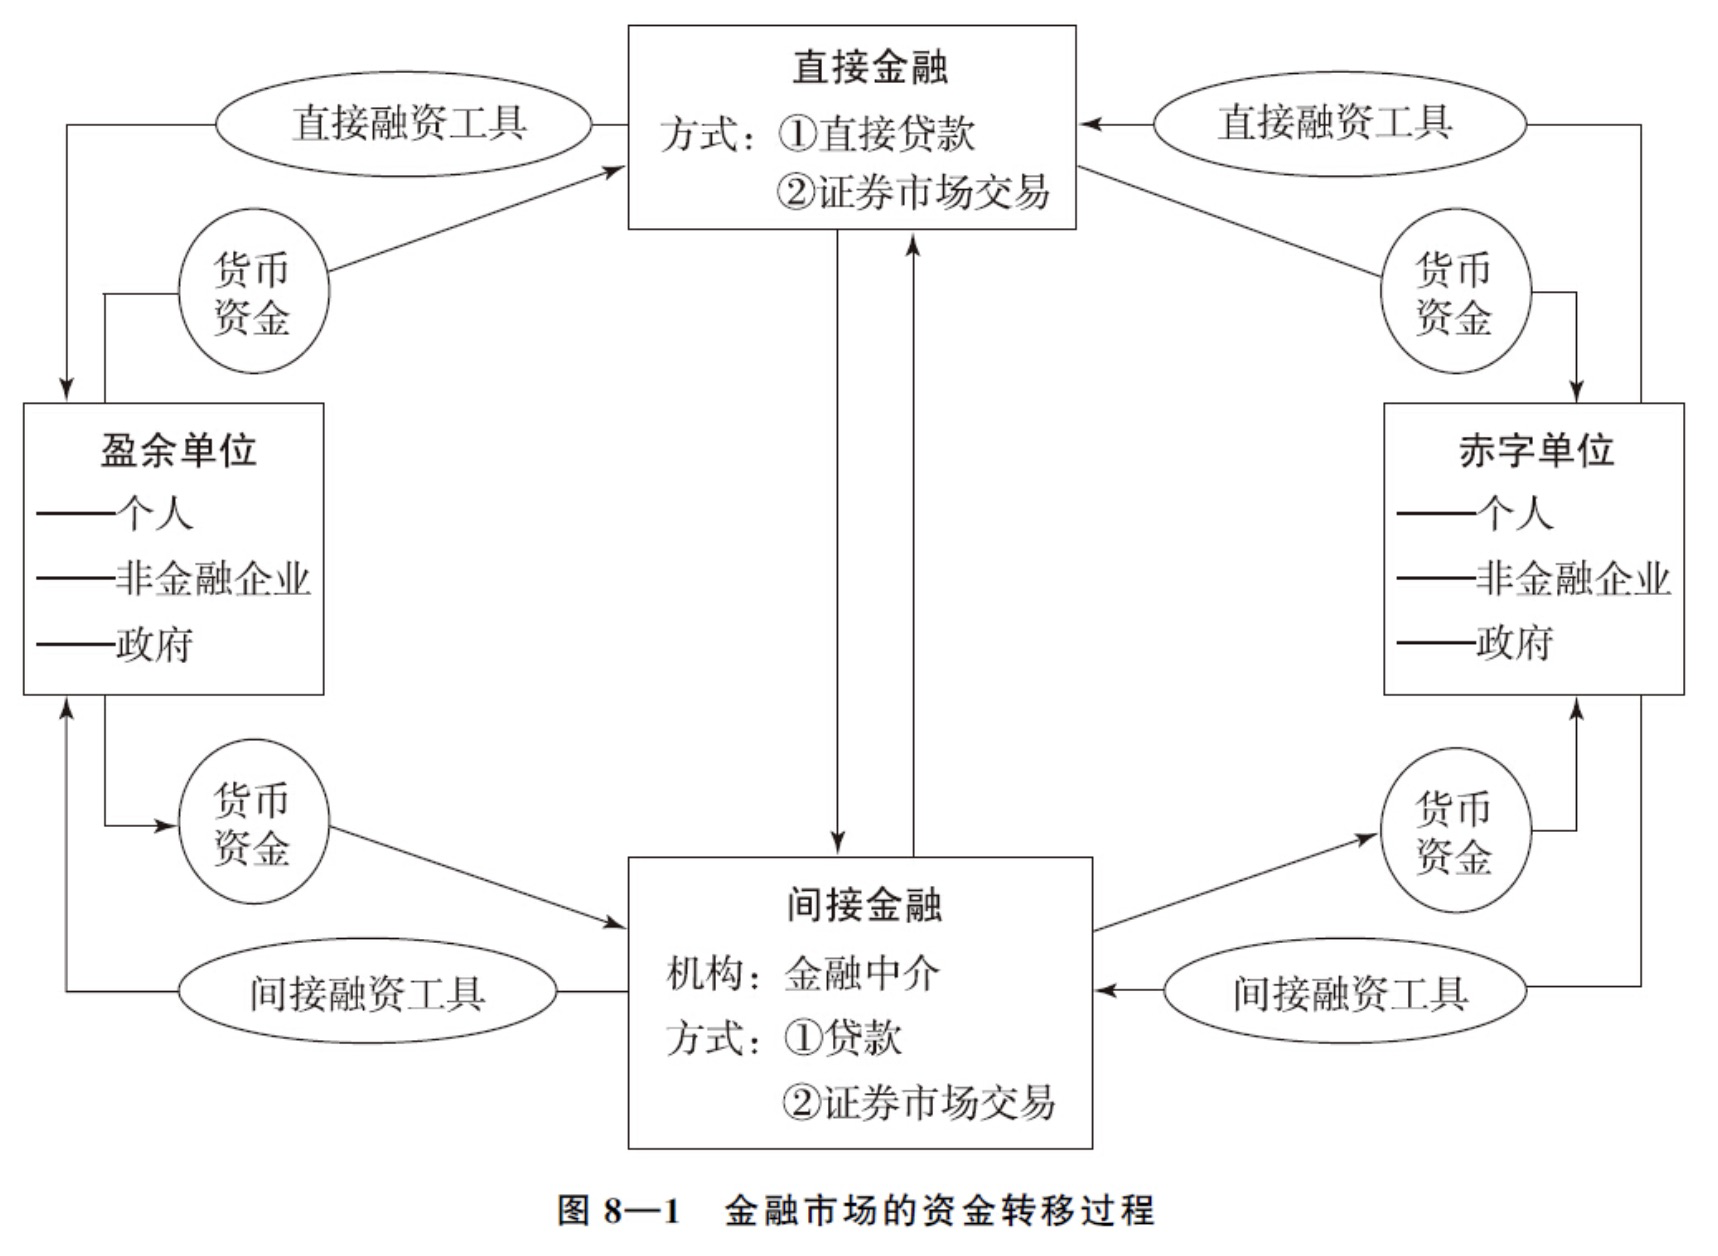 直接金融
方式：①直接贷款
②证券市场交易
直接融资工具
直接融资工具
货币
资金
货币
资金
盈余单位
——个人
——非金融企业
——政府
赤字单位
——个人
——非金融企业
——政府
货币
资金
货币
资金
间接金融
机构：金融中介
方式：①贷款
②证券市场交易
间接融资工具
间接融资工具
图 8—1 金融市场的资金转移过程